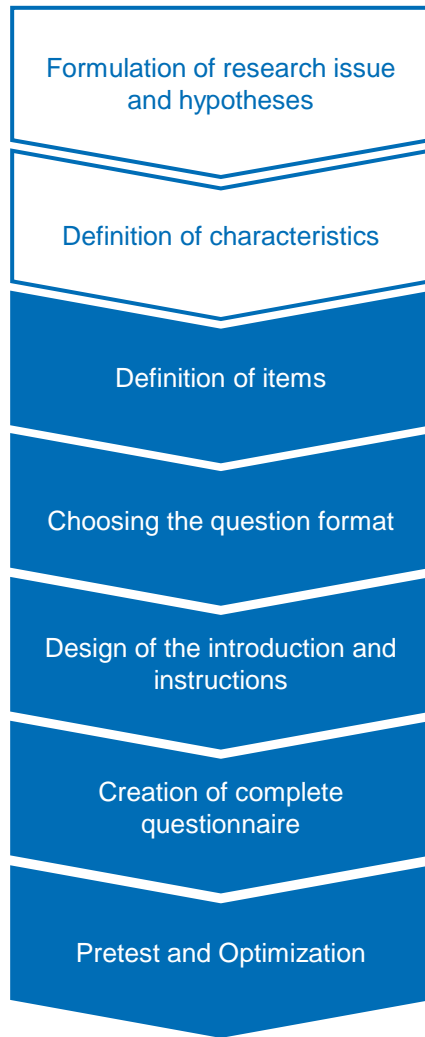 Formulation of research issue
and hypotheses
Definition of characteristics
Definition of items
Choosing the question format
Design of the introduction and
instructions
Creation of complete
questionnaire
Pretest and Optimization